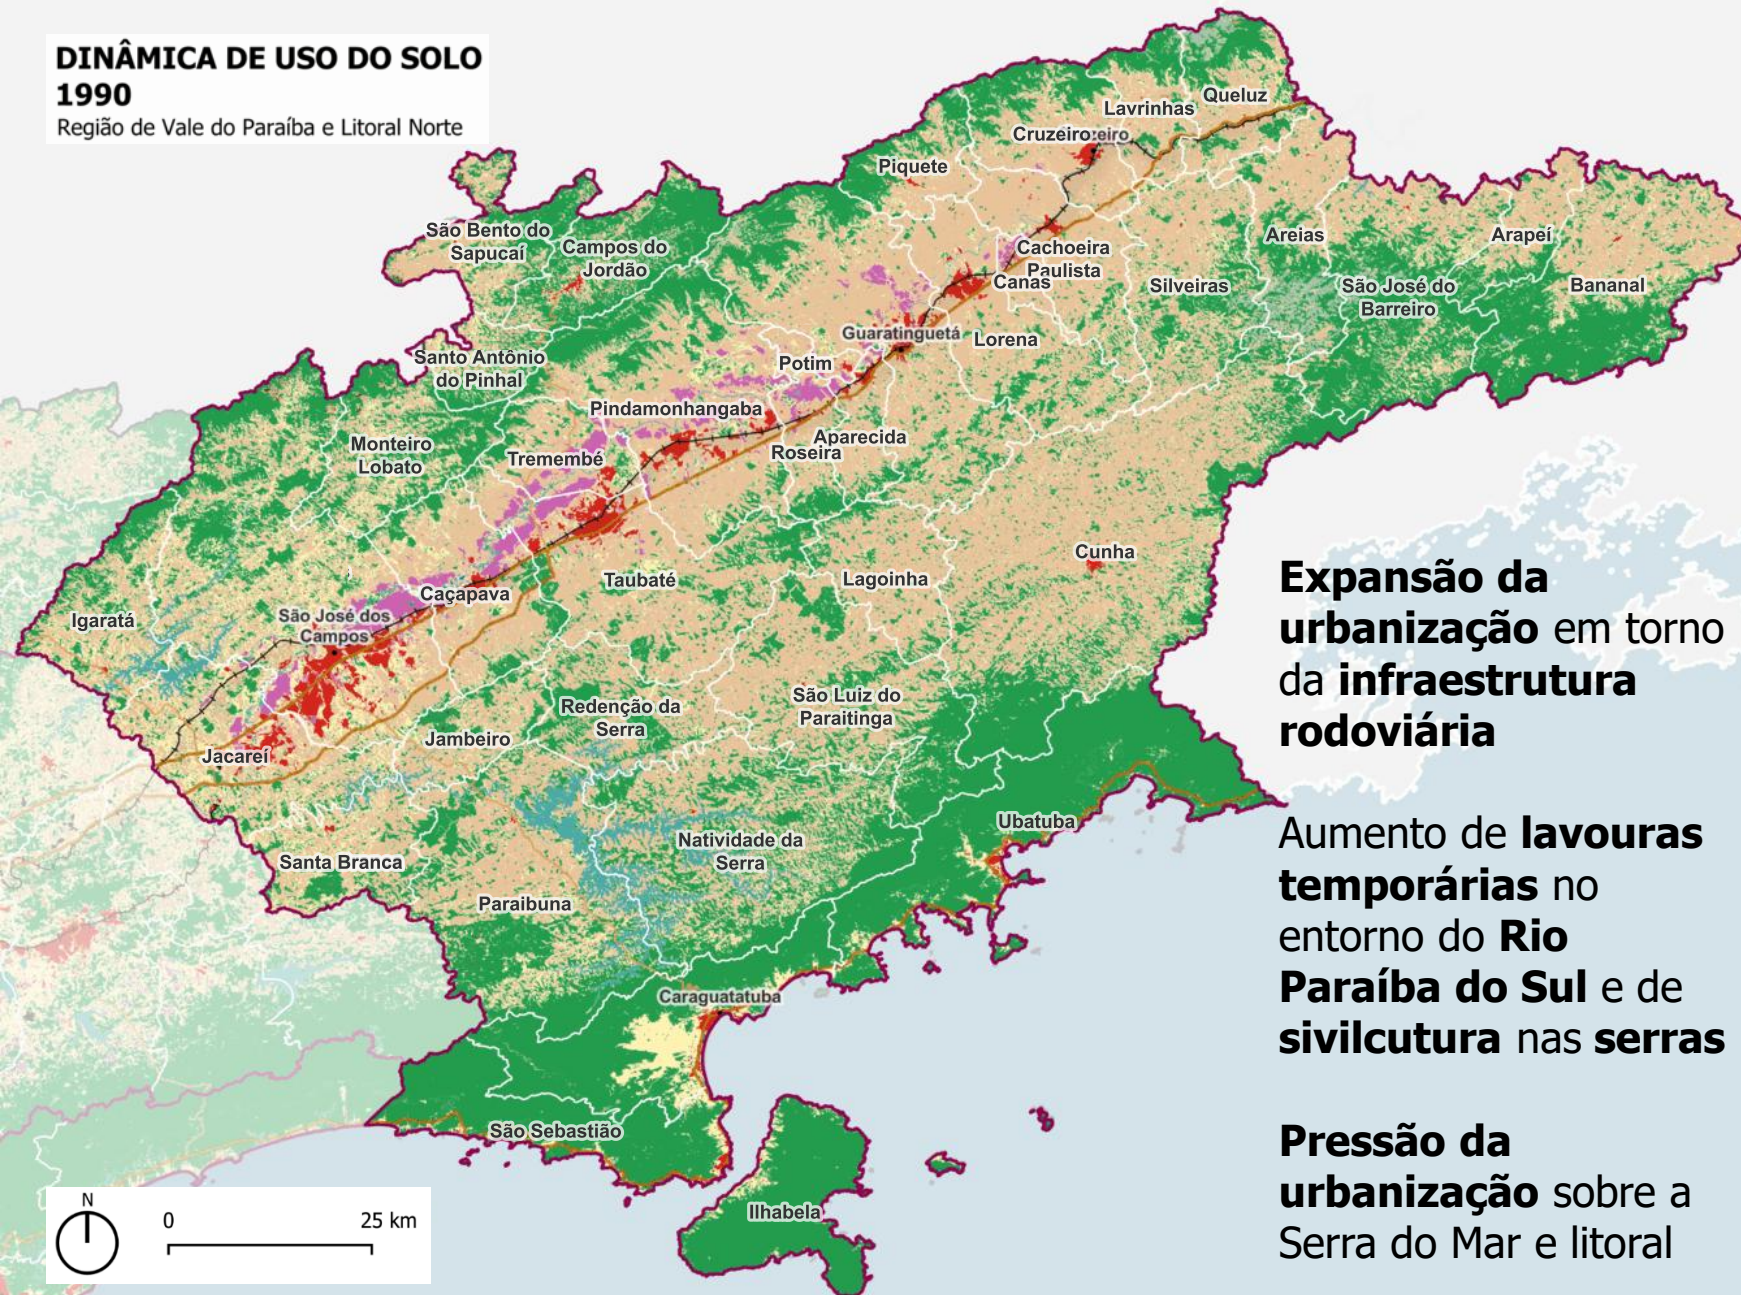 DINÂMICA DE USO DO SOLO
1990
Região de Vale do Paraíba e Litoral Norte
Queluz
Lavrinhas
Cruzeiro
zeiro
Piquete
São Bento do
Sapucaí
Campos do
Jordão
Cachoeira
Paulista
Canas
Areias
Arapeí
Silveiras
São José do
Barreiro
Bananal
Santo Antônio
do Pinhal
Guaratinguetá
Lorena
Potim
Pindamonhangaba
Aparecida
Roseira
Monteiro
Lobato
Tremembé
Cunha
Taubaté
Lagoinha
Caçapava
Igaratá
São José dos
Campos
São Luiz do
Paraitinga
Redenção da
Serra
Jambeiro
Jacareí
Ubatuba
Natividade da
Serra
Santa Branca
Paraibuna
Caraguatatuba
São Sebastião
Ilhabela
Expansão da
urbanização em torno
da infraestrutura
rodoviária
Aumento de lavouras
temporárias no
entorno do Rio
Paraíba do Sul e de
sivilcutura nas serras
Pressão da
urbanização sobre a
Serra do Mar e litoral
N
0 25 km